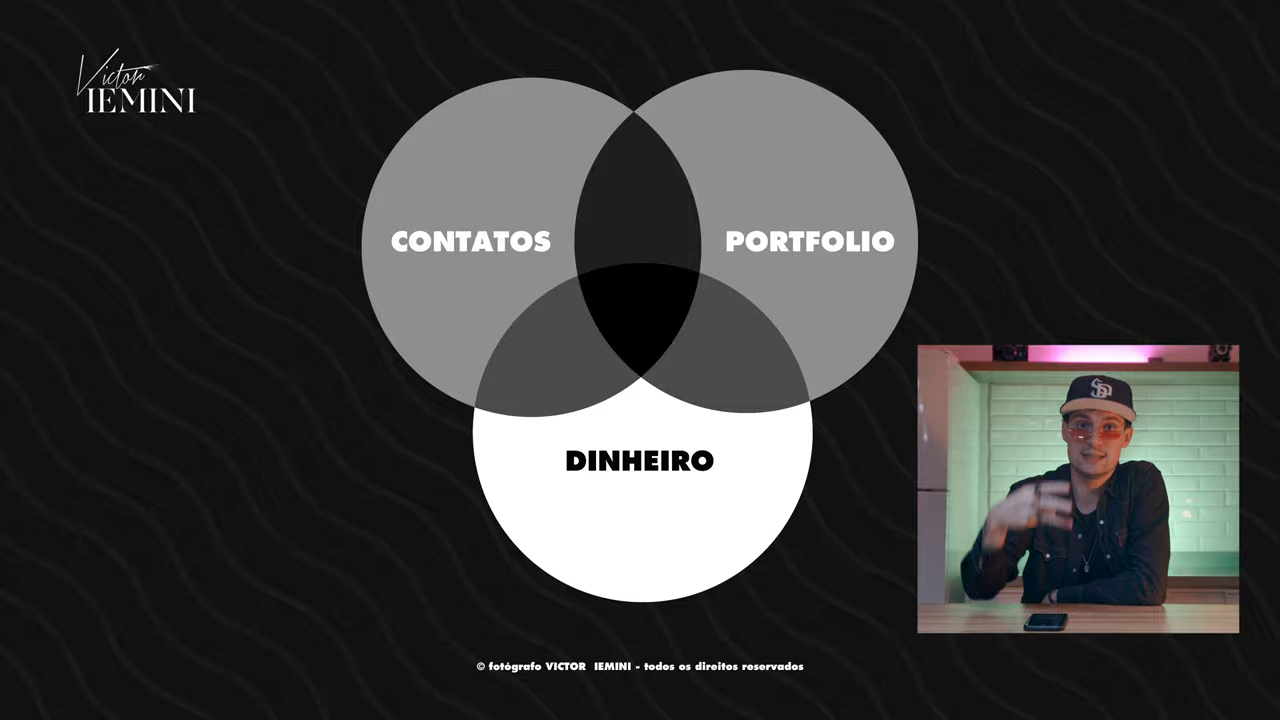 Victor
IEMINI
CONTATOS
PORTFOLIO
DINHEIRO
© fotógrafo VICTOR IEMINI - todos os direitos reservados